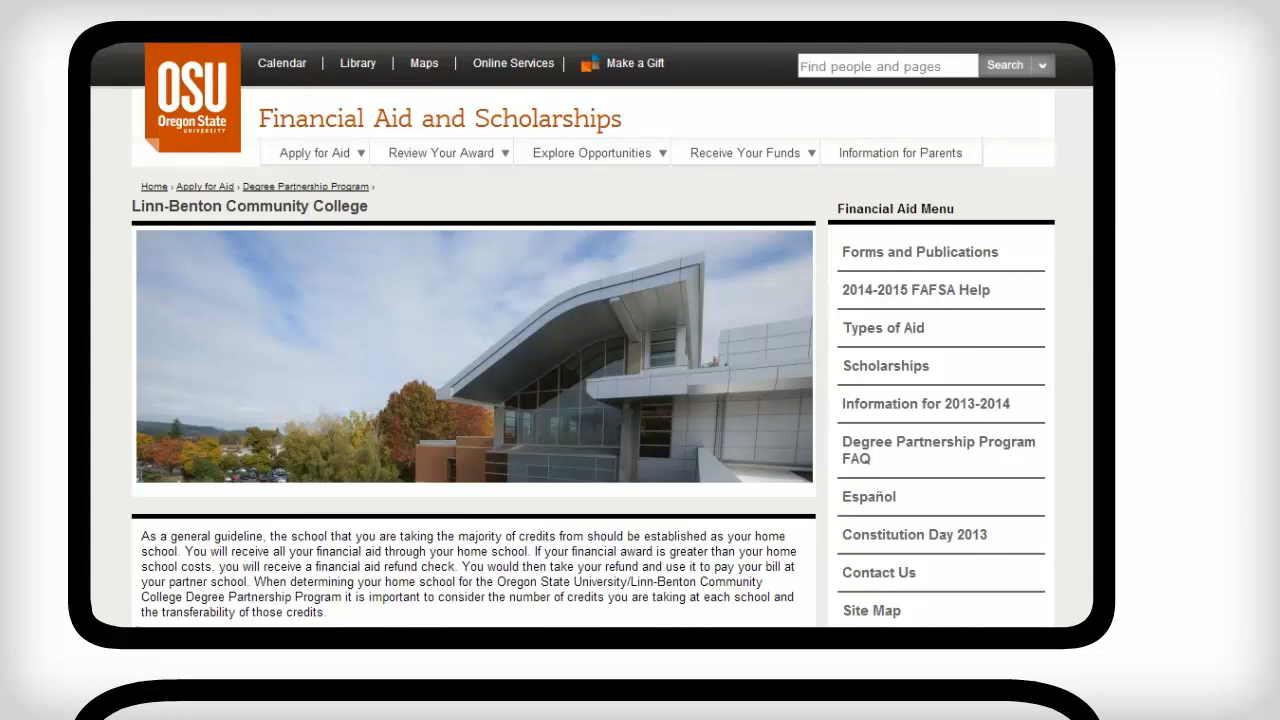 Calendar | Library | Maps | Online Services | Make a Gift
Find people and pages
Search
OSU
Oregon State
UNIVERSITY
Financial Aid and Scholarships
Apply for Aid ▼ Review Your Award ▼ Explore Opportunities ▼ Receive Your Funds ▼ Information for Parents
Home › Apply for Aid › Degree Partnership Program ›
Linn-Benton Community College
As a general guideline, the school that you are taking the majority of credits from should be established as your home
school. You will receive all your financial aid through your home school. If your financial award is greater than your home
school costs, you will receive a financial aid refund check. You would then take your refund and use it to pay your bill at
your partner school. When determining your home school for the Oregon State University/Linn-Benton Community
College Degree Partnership Program it is important to consider the number of credits you are taking at each school and
the transferability of those credits.
Financial Aid Menu
Forms and Publications
2014-2015 FAFSA Help
Types of Aid
Scholarships
Information for 2013-2014
Degree Partnership Program
FAQ
Español
Constitution Day 2013
Contact Us
Site Map